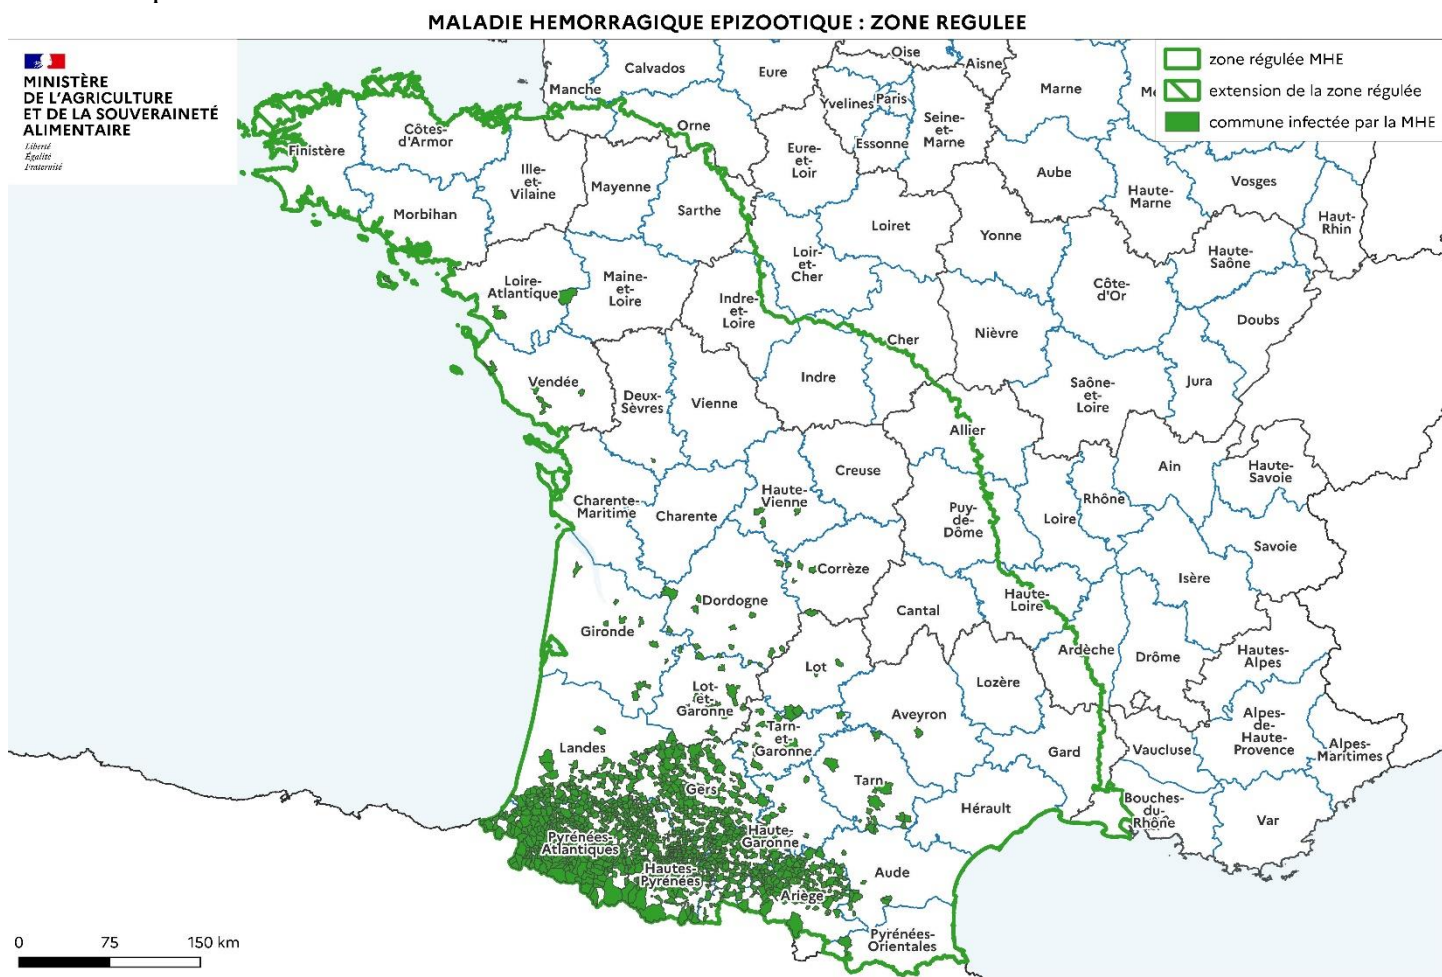 MALADIE HEMORRAGIQUE EPIZOOTIQUE : ZONE REGULEE
MINISTÈRE
DE L'AGRICULTURE
ET DE LA SOUVERAINETÉ
ALIMENTAIRE
Liberté
Égalité
Fraternité
zone régulée MHE
extension de la zone régulée
commune infectée par la MHE
Oise
Aisne
Calvados
Eure
Manche
Marne
Yvelines
Paris
Seine-
et-
Marne
Orne
Essonne
Côtes-
d'Armor
Finistère
Eure-
et-
Loir
Aube
Ille-
et-
Vilaine
Mayenne
Vosges
Haute-
Marne
Haut-
Rhin
Sarthe
Morbihan
Loiret
Yonne
Loir-
et-
Cher
Haute-
Saône
Loire-
Atlantique
Maine-
et-
Loire
Côte-
d'Or
Indre-
et-
Loire
Doubs
Nièvre
Cher
Vendée
Indre
Jura
Deux-
Sèvres
Vienne
Saône-
et-
Loire
Allier
Ain
Haute-
Savoie
Creuse
Haute-
Vienne
Rhône
Charente-
Maritime
Charente
Puy-
de-
Dôme
Loire
Savoie
Corrèze
Isère
Dordogne
Cantal
Haute-
Loire
Gironde
Ardèche
Drôme
Hautes-
Alpes
Lot
Lozère
Lot-
et-
Garonne
Aveyron
Alpes-
de-
Haute-
Provence
Tarn-
et-
Garonne
Landes
Gard
Vaucluse
Alpes-
Maritimes
Tarn
Gers
Hérault
Bouches-
du-
Rhône
Var
Pyrénées-
Atlantiques
Haute-
Garonne
Hautes-
Pyrénées
Aude
Ariège
Pyrénées-
Orientales
0 75 150 km